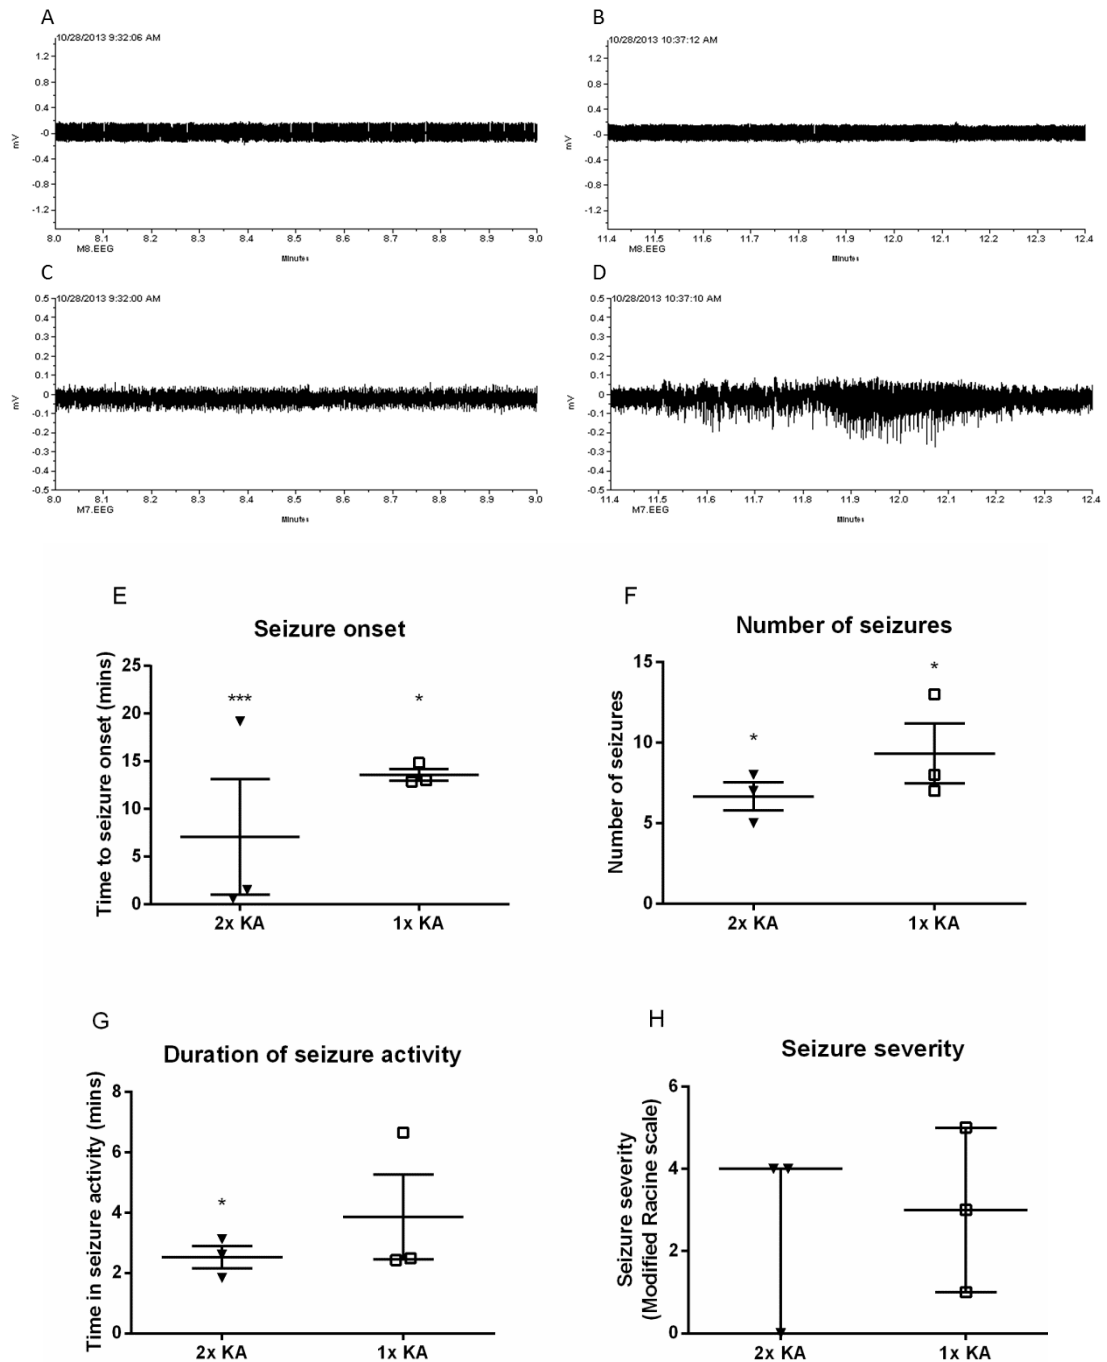 A
10/28/2013 9:32:06 AM
1.2
0.8
0.4
-0
-0.4
-0.8
-1.2
mV
8.0 8.1 8.2 8.3 8.4 8.5 8.6 8.7 8.8 8.9 9.0
M8.EEG
Minutes
B
10/28/2013 10:37:12 AM
1.2
0.8
0.4
-0
-0.4
-0.8
-1.2
mV
11.4 11.5 11.6 11.7 11.8 11.9 12.0 12.1 12.2 12.3 12.4
M8.EEG
Minutes
C
10/28/2013 9:32:00 AM
0.5
0.4
0.3
0.2
0.1
0
-0.1
-0.2
-0.3
-0.4
-0.5
mV
8.0 8.1 8.2 8.3 8.4 8.5 8.6 8.7 8.8 8.9 9.0
M7.EEG
Minutes
D
10/28/2013 10:37:10 AM
0.5
0.4
0.3
0.2
0.1
0
-0.1
-0.2
-0.3
-0.4
-0.5
mV
11.4 11.5 11.6 11.7 11.8 11.9 12.0 12.1 12.2 12.3 12.4
M7.EEG
Minutes
E
Seizure onset
Time to seizure onset (mins)
25
20
15
10
5
0
*** *
2x KA 1x KA
F
Number of seizures
Number of seizures
15
10
5
0
* *
2x KA 1x KA
G
Duration of seizure activity
Time in seizure activity (mins)
8
6
4
2
0
*
2x KA 1x KA
H
Seizure severity
Seizure severity
(Modified Racine scale)
6
4
2
0
2x KA 1x KA